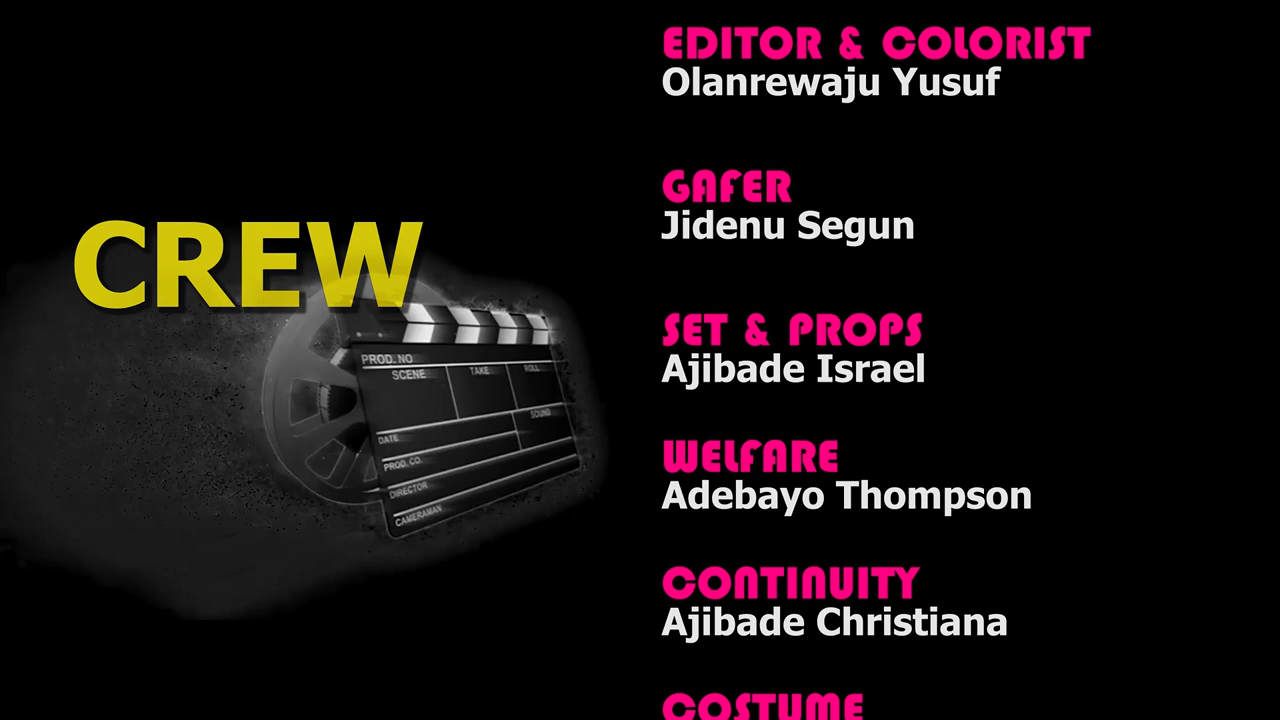 CREW
PROD. NO
SCENE TAKE ROLL
SOUND
DATE
PROD. CO.
DIRECTOR
CAMERAMAN
EDITOR & COLORIST
Olanrewaju Yusuf
GAFER
Jidenu Segun
SET & PROPS
Ajibade Israel
WELFARE
Adebayo Thompson
CONTINUITY
Ajibade Christiana
COSTUME